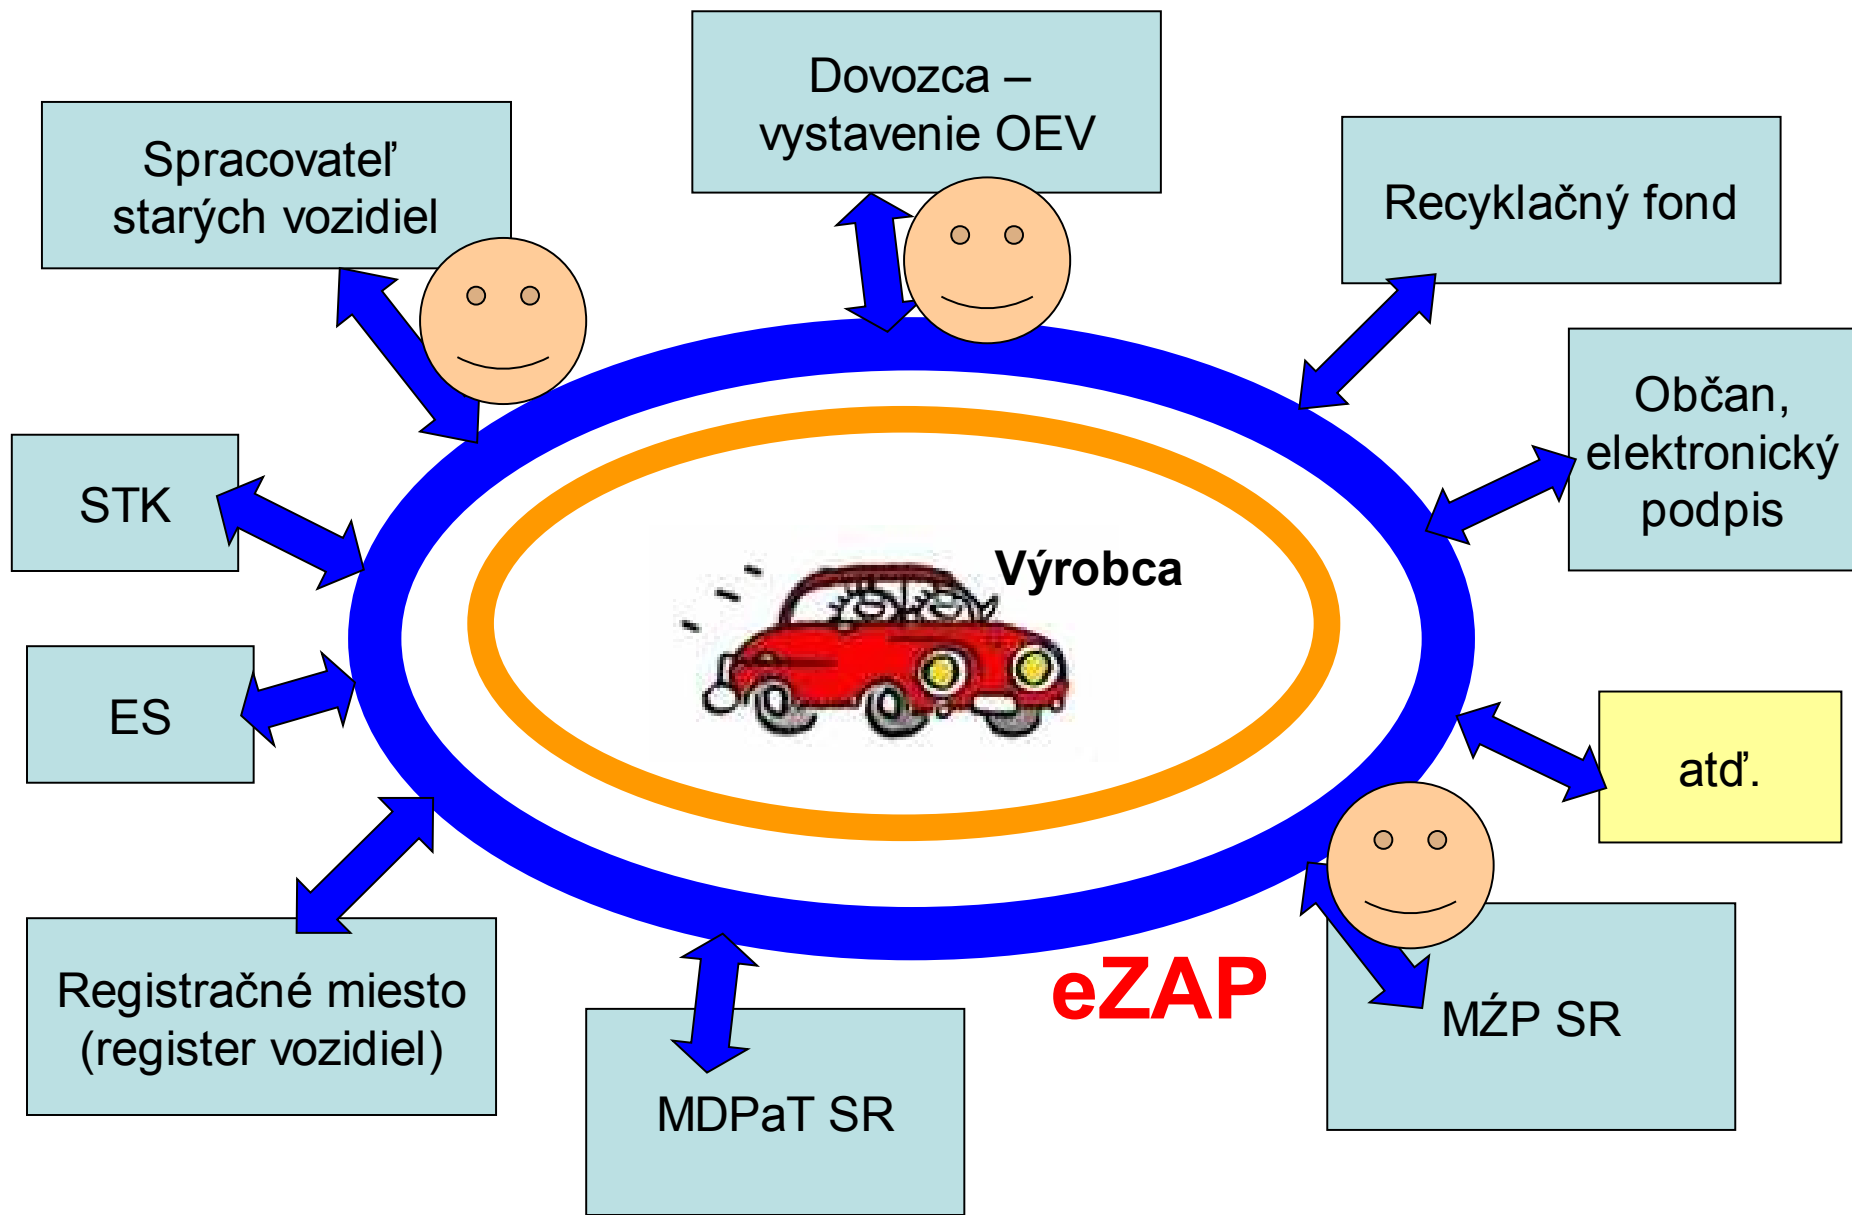 Dovozca –
vystavenie OEV
Spracovateľ
starých vozidiel
Recyklačný fond
Občan,
elektronický
podpis
STK
Výrobca
ES
atď.
Registračné miesto
(register vozidiel)
eZAP
MŹP SR
MDPaT SR